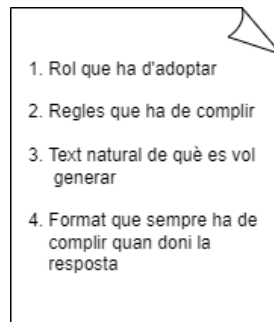 1. Rol que ha d'adoptar
2. Regles que ha de complir
3. Text natural de què es vol
generar
4. Format que sempre ha de
complir quan doni la
resposta